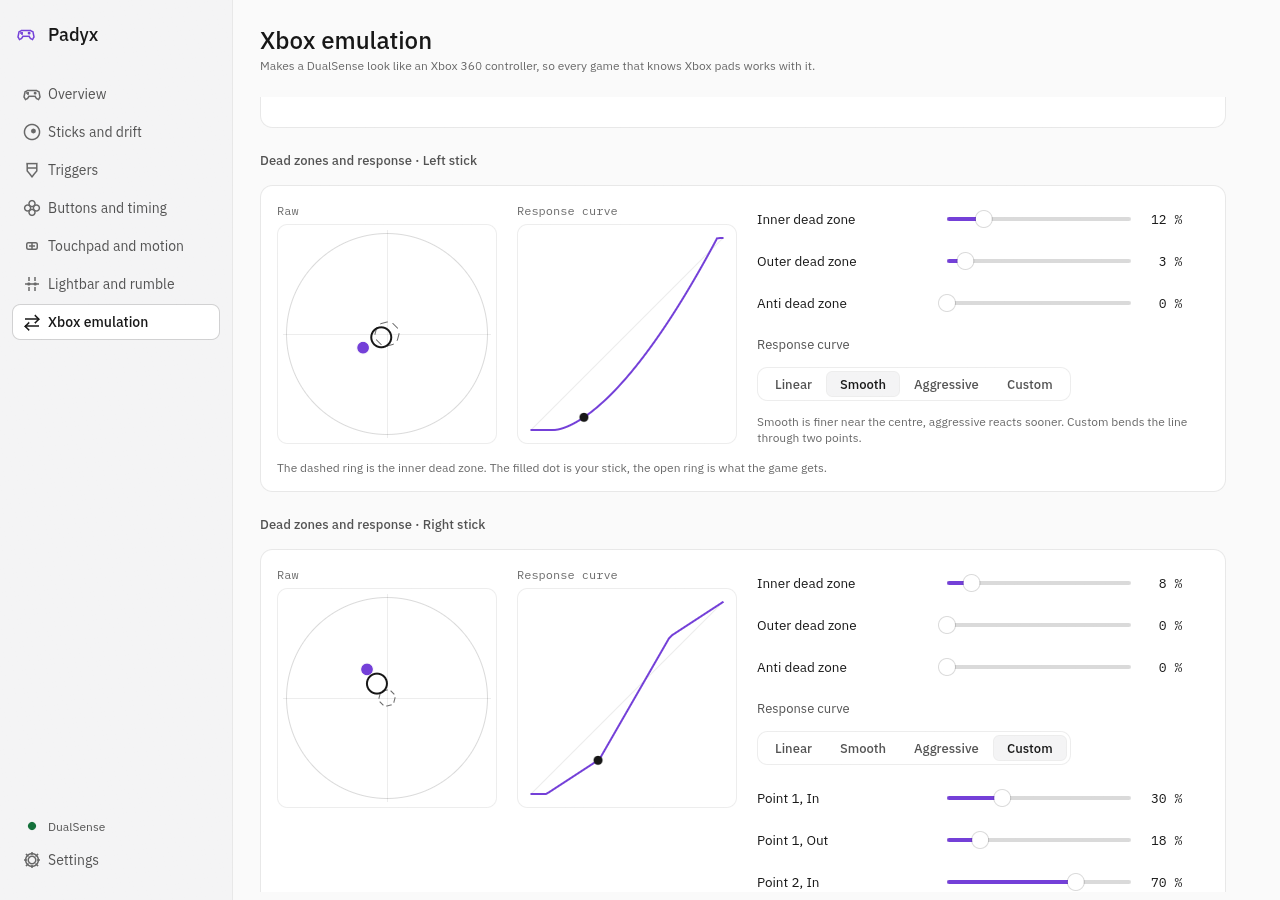 Padyx
Overview
Sticks and drift
Triggers
Buttons and timing
Touchpad and motion
Lightbar and rumble
Xbox emulation
DualSense
Settings
Xbox emulation
Makes a DualSense look like an Xbox 360 controller, so every game that knows Xbox pads works with it.
Dead zones and response · Left stick
Raw
Response curve
Inner dead zone 12 %
Outer dead zone 3 %
Anti dead zone 0 %
Response curve
Linear Smooth Aggressive Custom
Smooth is finer near the centre, aggressive reacts sooner. Custom bends the line
through two points.
The dashed ring is the inner dead zone. The filled dot is your stick, the open ring is what the game gets.
Dead zones and response · Right stick
Raw
Response curve
Inner dead zone 8 %
Outer dead zone 0 %
Anti dead zone 0 %
Response curve
Linear Smooth Aggressive Custom
Point 1, In 30 %
Point 1, Out 18 %
Point 2, In 70 %